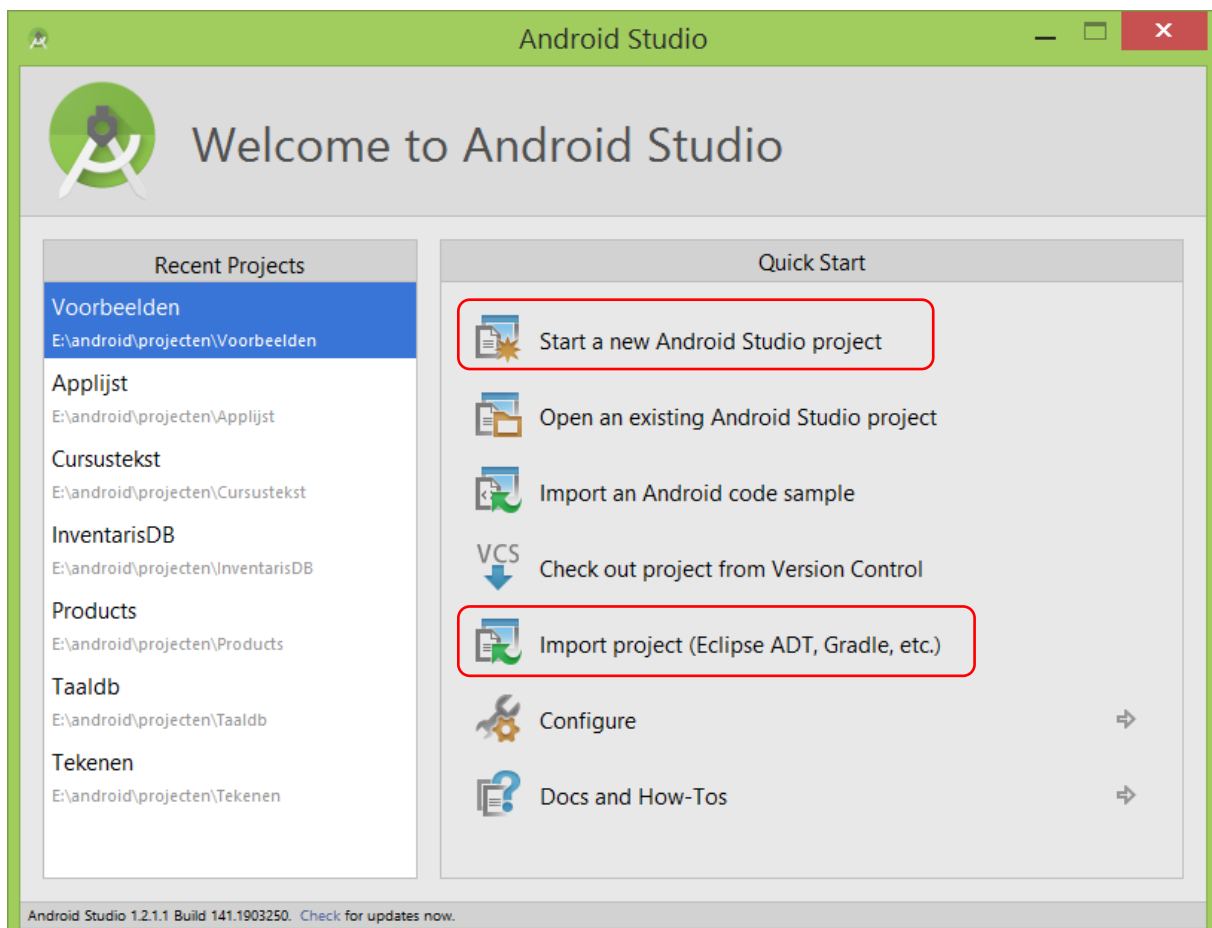 Android Studio
Welcome to Android Studio
Recent Projects
Voorbeelden
E:\android\projecten\Voorbeelden
Applijst
E:\android\projecten\Applijst
Cursustekst
E:\android\projecten\Cursustekst
InventarisDB
E:\android\projecten\InventarisDB
Products
E:\android\projecten\Products
Taaldb
E:\android\projecten\Taaldb
Tekenen
E:\android\projecten\Tekenen
Quick Start
Start a new Android Studio project
Open an existing Android Studio project
Import an Android code sample
VCS
Check out project from Version Control
Import project (Eclipse ADT, Gradle, etc.)
Configure
Docs and How-Tos
Android Studio 1.2.1.1 Build 141.1903250. Check for updates now.